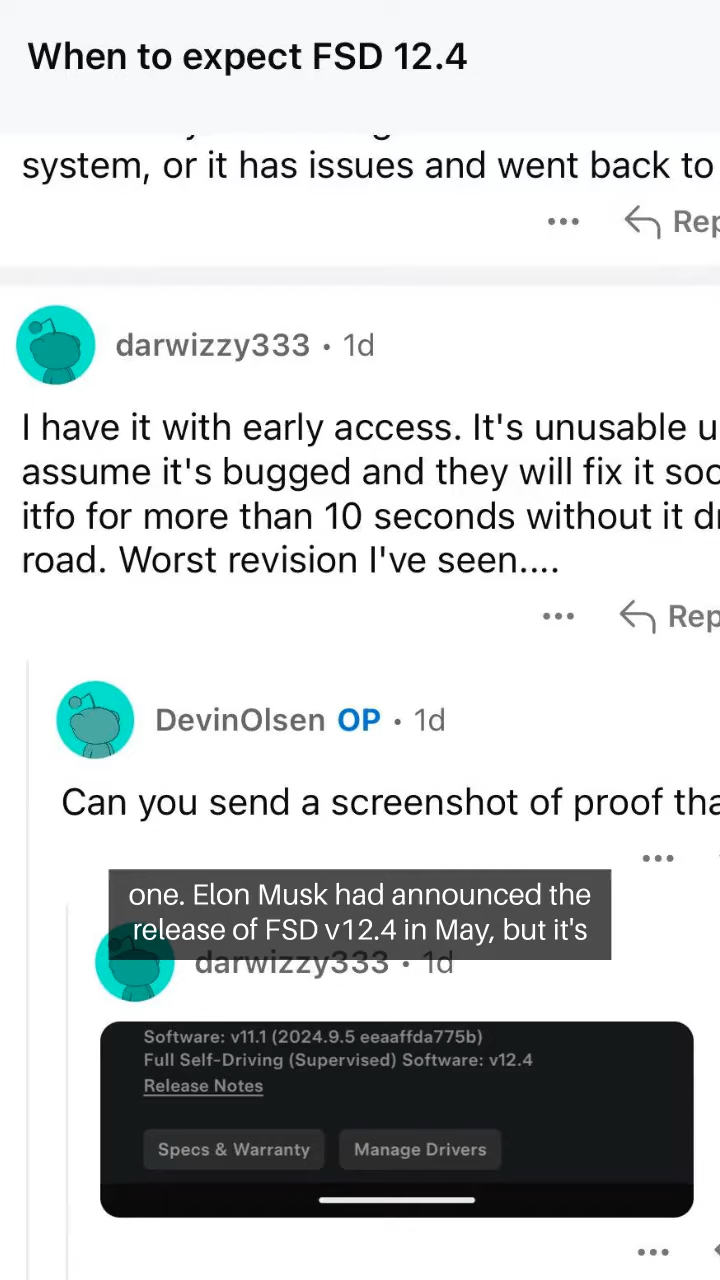 When to expect FSD 12.4
system, or it has issues and went back to
Rep
darwizzy333 • 1d
I have it with early access. It's unusable u
assume it's bugged and they will fix it soo
itfo for more than 10 seconds without it dr
road. Worst revision I've seen....
Rep
DevinOlsen OP • 1d
Can you send a screenshot of proof tha
one. Elon Musk had announced the
release of FSD v12.4 in May, but it's
darwizzy333 • 1d
Software: v11.1 (2024.9.5 eeaaffda775b)
Full Self-Driving (Supervised) Software: v12.4
Release Notes
Specs & Warranty
Manage Drivers